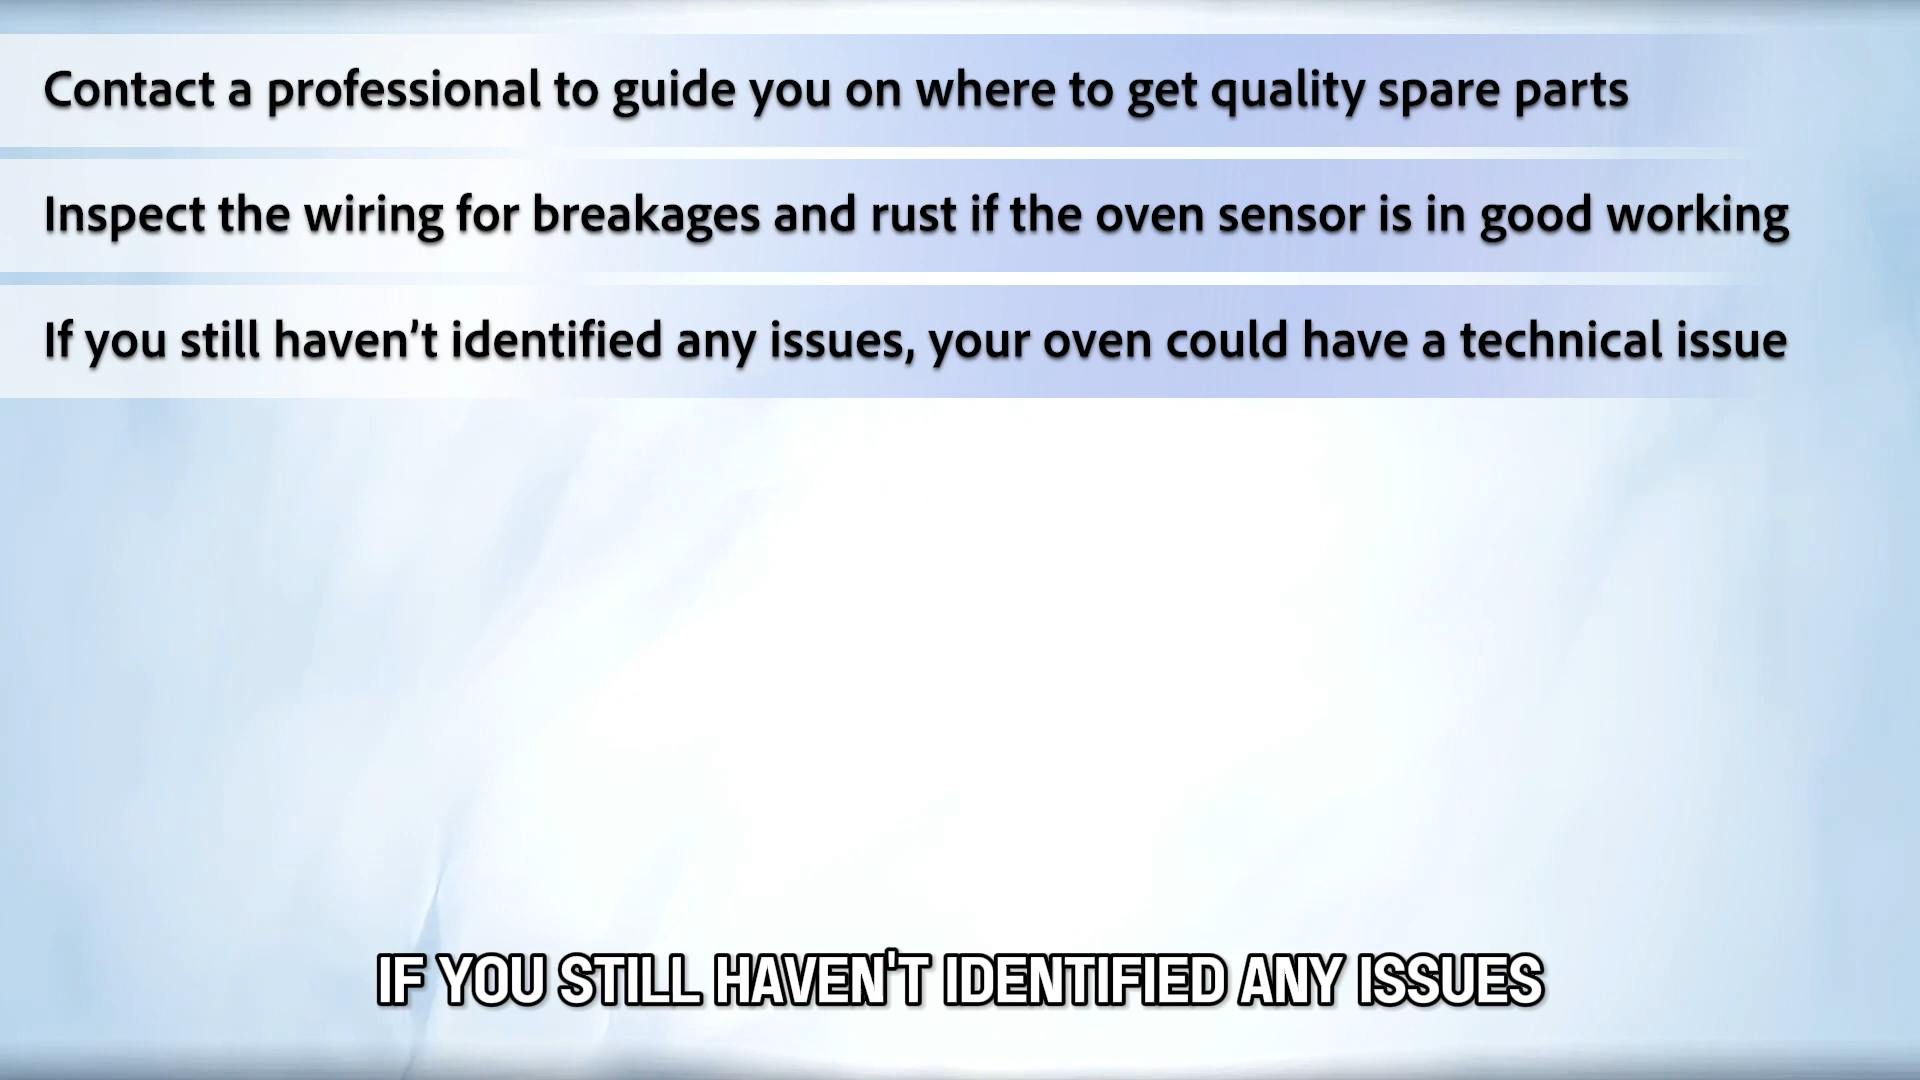 Contact a professional to guide you on where to get quality spare parts
Inspect the wiring for breakages and rust if the oven sensor is in good working
If you still haven’t identified any issues, your oven could have a technical issue
IF YOU STILL HAVEN'T IDENTIFIED ANY ISSUES